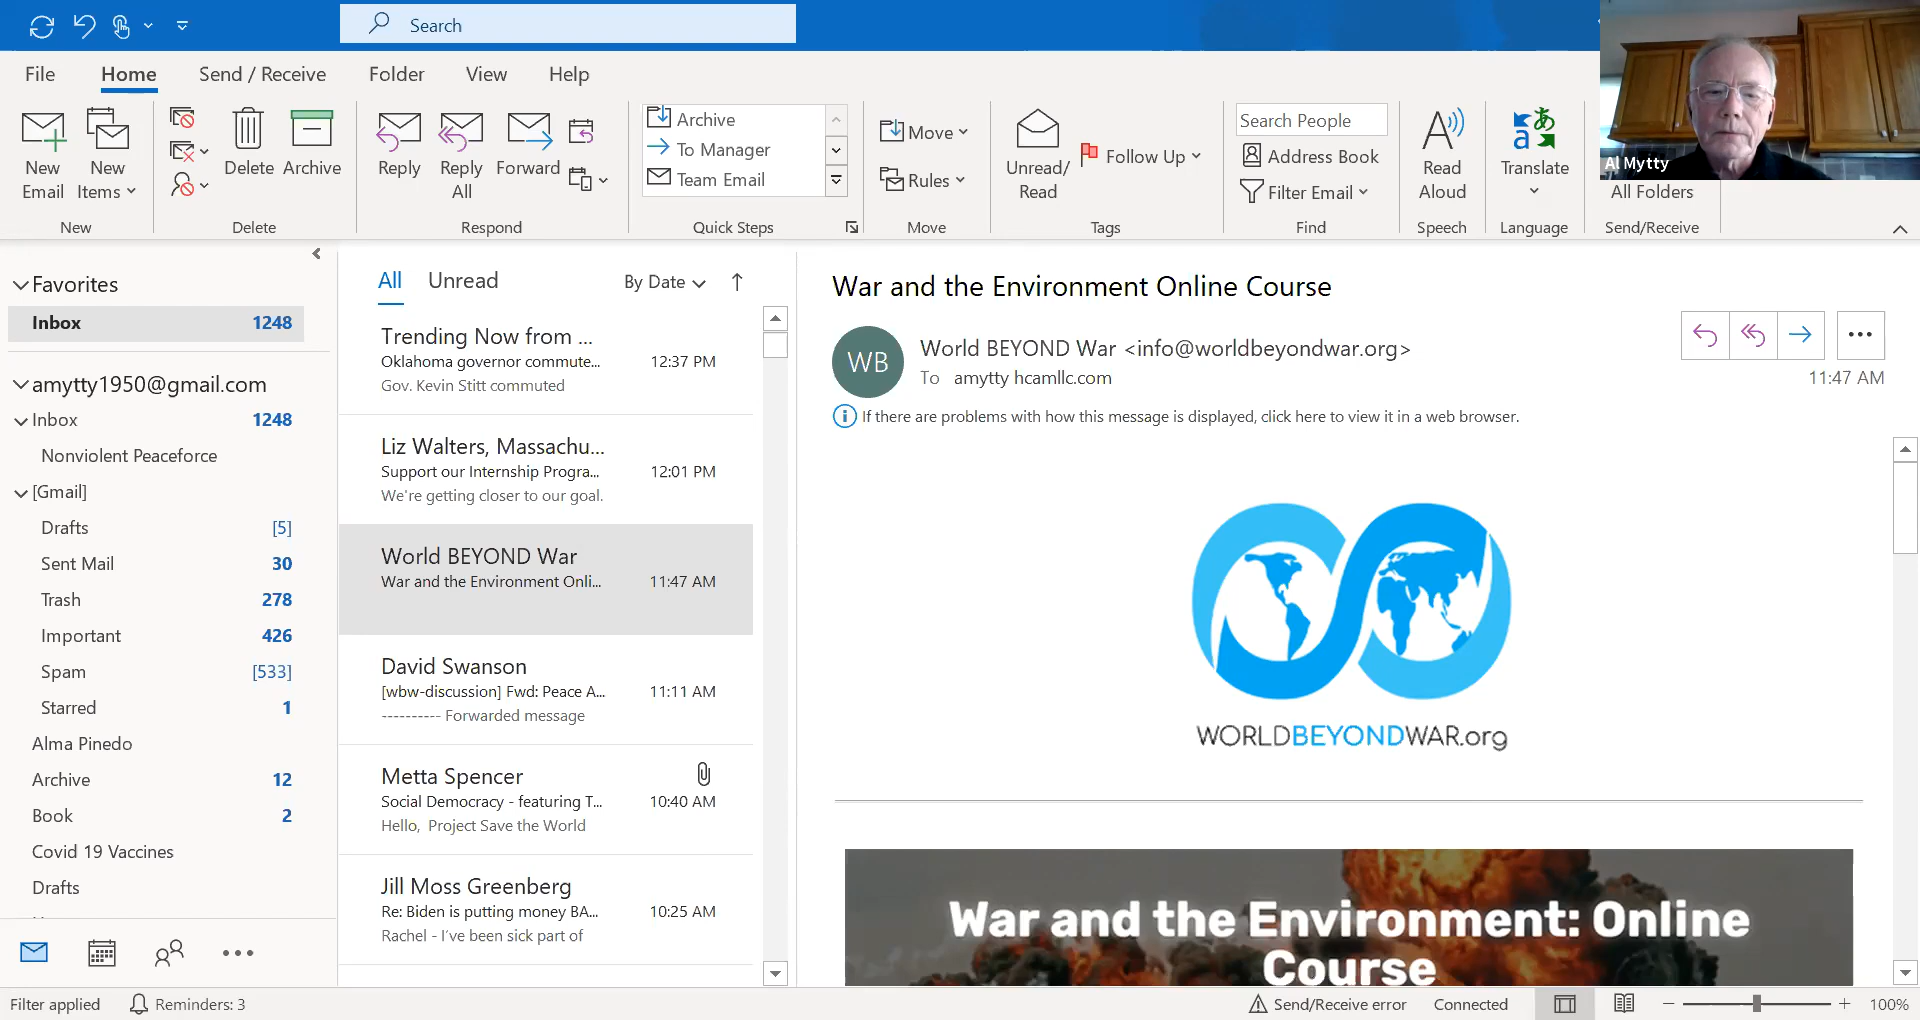 Search
File Home Send / Receive Folder View Help
New Email
New Items
Delete
Archive
Reply
Reply All
Forward
Archive
To Manager
Team Email
Move
Rules
Unread/ Read
Follow Up
Search People
Address Book
Filter Email
Read Aloud
Translate
Al Mytty
All Folders
New Delete Respond Quick Steps Move Tags Find Speech Language Send/Receive
Favorites
Inbox 1248
amytty1950@gmail.com
Inbox 1248
Nonviolent Peaceforce
[Gmail]
Drafts [5]
Sent Mail 30
Trash 278
Important 426
Spam [533]
Starred 1
Alma Pinedo
Archive 12
Book 2
Covid 19 Vaccines
Drafts
All Unread By Date
Trending Now from ...
Oklahoma governor commute... 12:37 PM
Gov. Kevin Stitt commuted
Liz Walters, Massachu...
Support our Internship Progra... 12:01 PM
We're getting closer to our goal.
World BEYOND War
War and the Environment Onli... 11:47 AM
David Swanson
[wbw-discussion] Fwd: Peace A... 11:11 AM
---------- Forwarded message
Metta Spencer
Social Democracy - featuring T... 10:40 AM
Hello, Project Save the World
Jill Moss Greenberg
Re: Biden is putting money BA... 10:25 AM
Rachel - I've been sick part of
War and the Environment Online Course
WB
World BEYOND War <info@worldbeyondwar.org>
To amytty hcamllc.com
11:47 AM
If there are problems with how this message is displayed, click here to view it in a web browser.
WORLDBEYONDWAR.org
War and the Environment: Online
Course
Filter applied Reminders: 3 Send/Receive error Connected 100%